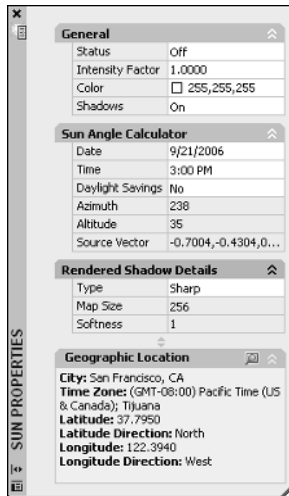 General
Status Off
Intensity Factor 1.0000
Color 255,255,255
Shadows On
Sun Angle Calculator
Date 9/21/2006
Time 3:00 PM
Daylight Savings No
Azimuth 238
Altitude 35
Source Vector -0.7004,-0.4304,0...
Rendered Shadow Details
Type Sharp
Map Size 256
Softness 1
Geographic Location
City: San Francisco, CA
Time Zone: (GMT-08:00) Pacific Time (US
& Canada); Tijuana
Latitude: 37.7950
Latitude Direction: North
Longitude: 122.3940
Longitude Direction: West
SUN PROPERTIES